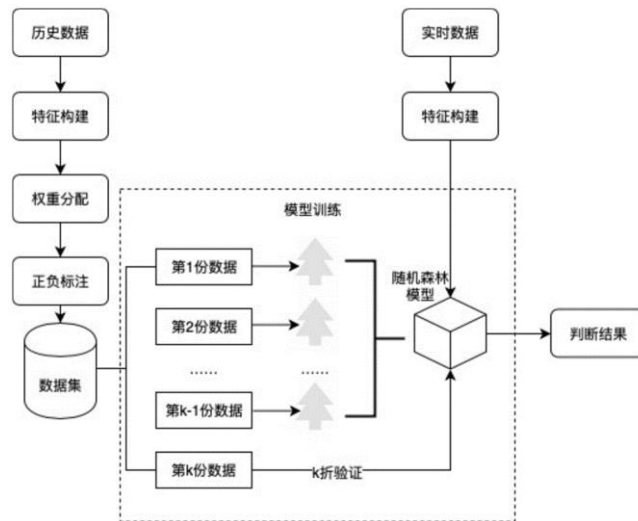 历史数据
实时数据
特征构建
特征构建
权重分配
模型训练
正负标注
第1份数据
随机森林
模型
第2份数据
判断结果
数据集
......
......
第k-1份数据
第k份数据
k折验证